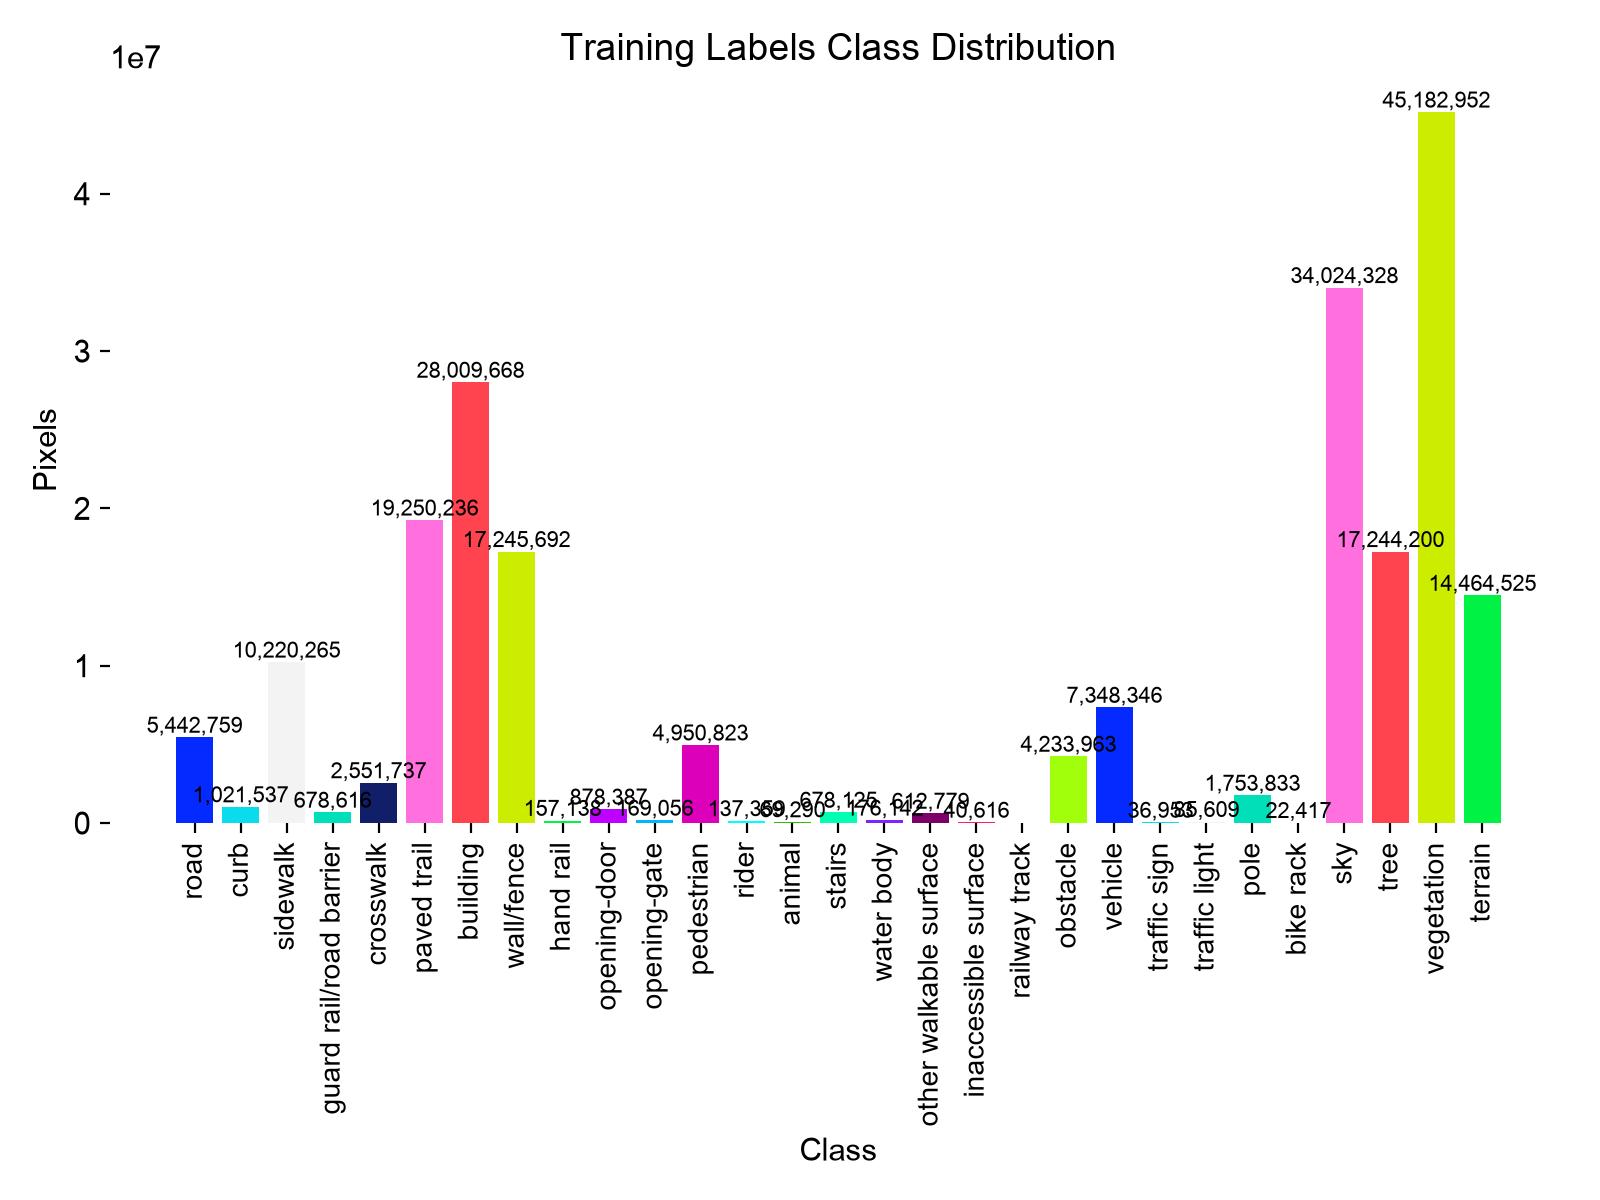 Training Labels Class Distribution
1e7
45,182,952
4
34,024,328
3
28,009,668
19,250,236
2
17,245,692
17,244,200
14,464,525
10,220,265
1
7,348,346
5,442,759
4,950,823
4,233,963
2,551,737
1,021,537
678,616
157,138
878,387
169,056
678,125
176,142
612,779
40,616
1,753,833
22,417
0
Pixels
road
curb
sidewalk
guard rail/road barrier
crosswalk
paved trail
building
wall/fence
hand rail
opening-door
opening-gate
pedestrian
rider
animal
stairs
water body
other walkable surface
inaccessible surface
railway track
obstacle
vehicle
traffic sign
traffic light
pole
bike rack
sky
tree
vegetation
terrain
Class